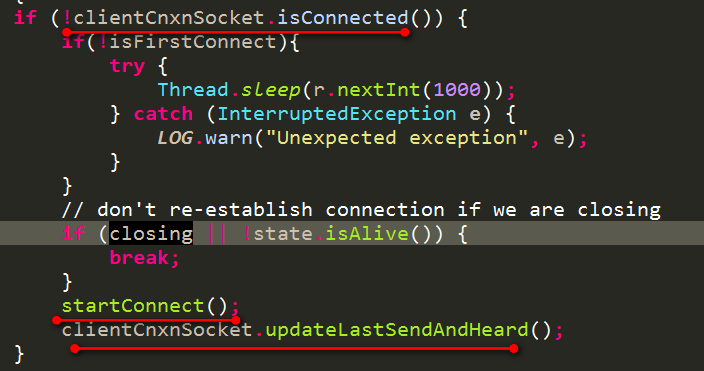 {
if (!clientCnxnSocket.isConnected()) {
if(!isFirstConnect){
try {
Thread.sleep(r.nextInt(1000));
} catch (InterruptedException e) {
LOG.warn("Unexpected exception", e);
}
}
// don't re-establish connection if we are closing
if (closing || !state.isAlive()) {
break;
}
startConnect();
clientCnxnSocket.updateLastSendAndHeard();
}